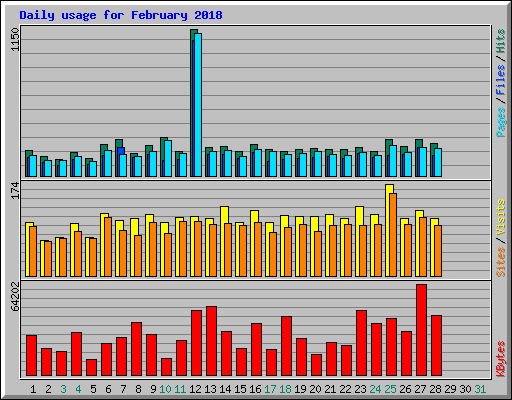 Daily usage for February 2018
1150
Pages / Files / Hits
174
Sites / Visits
64202
KBytes
1 2 3 4 5 6 7 8 9 10 11 12 13 14 15 16 17 18 19 20 21 22 23 24 25 26 27 28 29 30 31